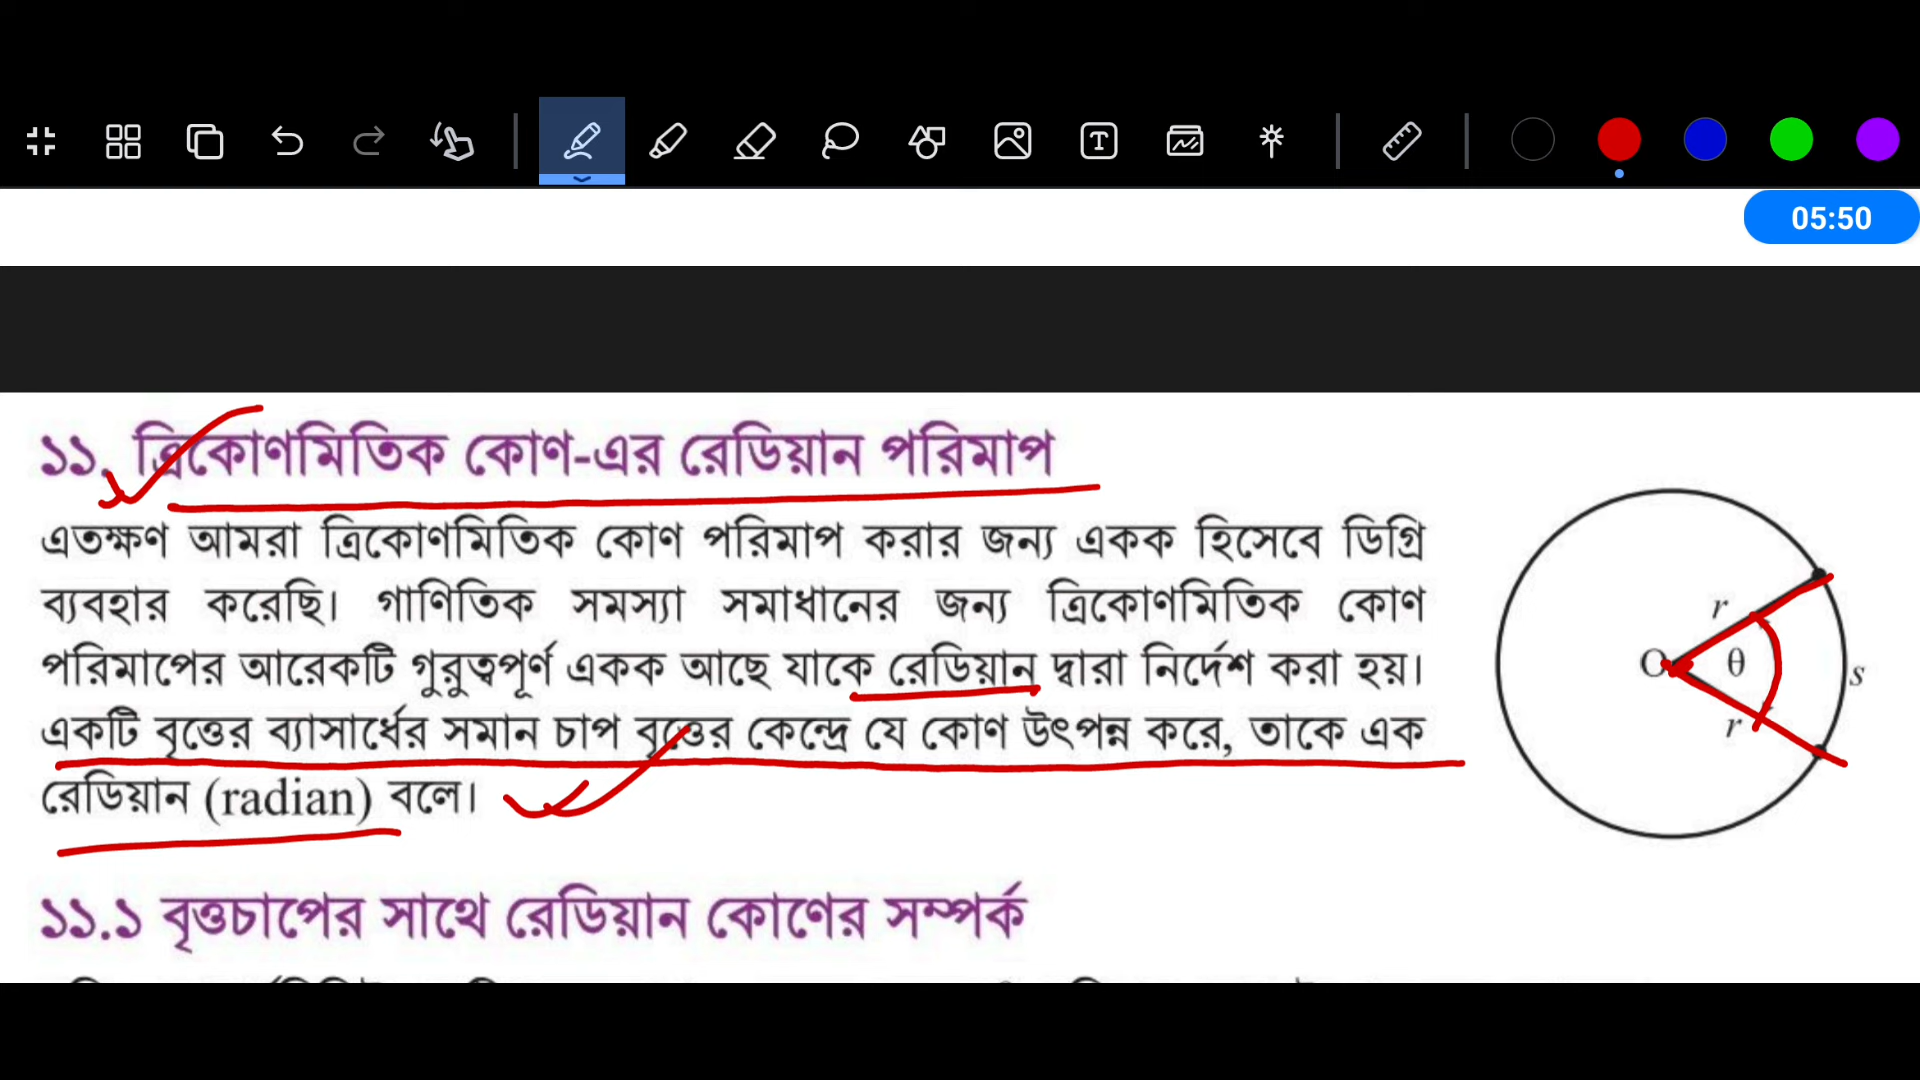 05:50
১১. ত্রিকোণমিতিক কোণ-এর রেডিয়ান পরিমাপ
এতক্ষণ আমরা ত্রিকোণমিতিক কোণ পরিমাপ করার জন্য একক হিসেবে ডিগ্রি
ব্যবহার করেছি। গাণিতিক সমস্যা সমাধানের জন্য ত্রিকোণমিতিক কোণ
পরিমাপের আরেকটি গুরুত্বপূর্ণ একক আছে যাকে রেডিয়ান দ্বারা নির্দেশ করা হয়।
একটি বৃত্তের ব্যাসার্ধের সমান চাপ বৃত্তের কেন্দ্রে যে কোণ উৎপন্ন করে, তাকে এক
রেডিয়ান (radian) বলে।
r
O θ s
r
১১.১ বৃত্তচাপের সাথে রেডিয়ান কোণের সম্পর্ক